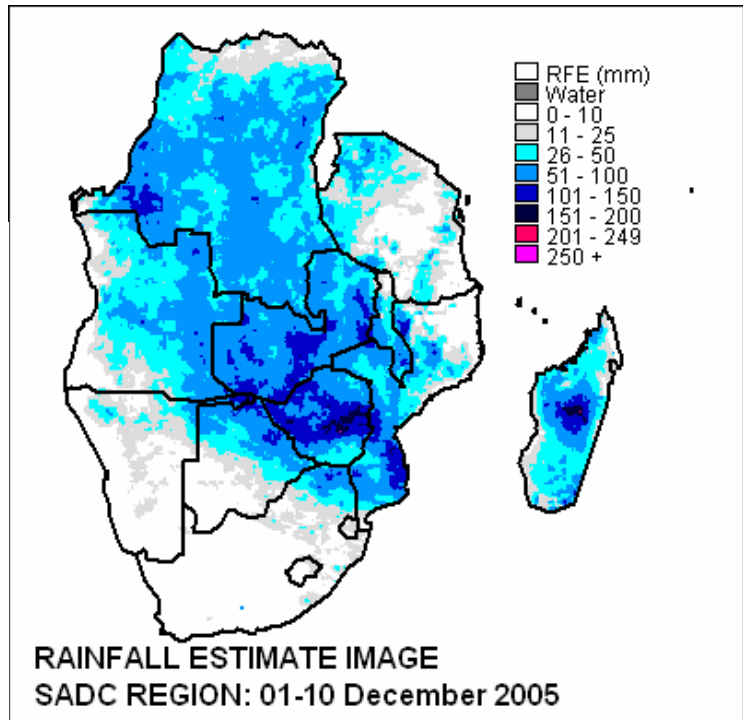 RFE (mm)
Water
0 - 10
11 - 25
26 - 50
51 - 100
101 - 150
151 - 200
201 - 249
250 +
RAINFALL ESTIMATE IMAGE
SADC REGION: 01-10 December 2005